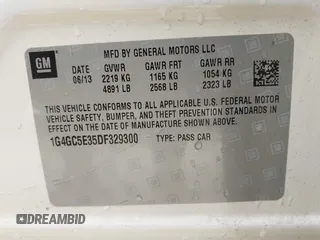 GM
MFD BY GENERAL MOTORS LLC
DATE GVWR GAWR FRT GAWR RR
06/13 2219 KG 1165 KG 1054 KG
4891 LB 2568 LB 2323 LB
THIS VEHICLE CONFORMS TO ALL APPLICABLE U.S. FEDERAL MOTOR
VEHICLE SAFETY, BUMPER, AND THEFT PREVENTION STANDARDS IN
EFFECT ON THE DATE OF MANUFACTURE SHOWN ABOVE.
1G4GC5E35DF329300 TYPE: PASS CAR
DREAMBID